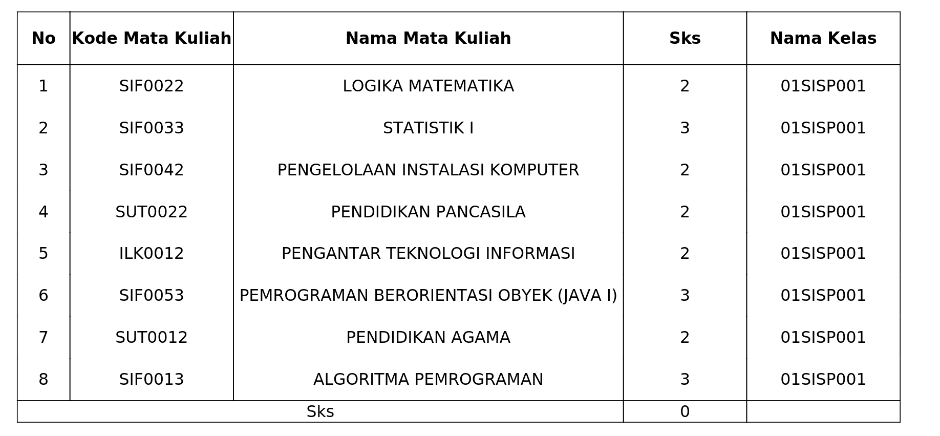 No Kode Mata Kuliah Nama Mata Kuliah Sks Nama Kelas
1 SIF0022 LOGIKA MATEMATIKA 2 01SISP001
2 SIF0033 STATISTIK I 3 01SISP001
3 SIF0042 PENGELOLAAN INSTALASI KOMPUTER 2 01SISP001
4 SUT0022 PENDIDIKAN PANCASILA 2 01SISP001
5 ILK0012 PENGANTAR TEKNOLOGI INFORMASI 2 01SISP001
6 SIF0053 PEMROGRAMAN BERORIENTASI OBYEK (JAVA I) 3 01SISP001
7 SUT0012 PENDIDIKAN AGAMA 2 01SISP001
8 SIF0013 ALGORITMA PEMROGRAMAN 3 01SISP001
Sks 0